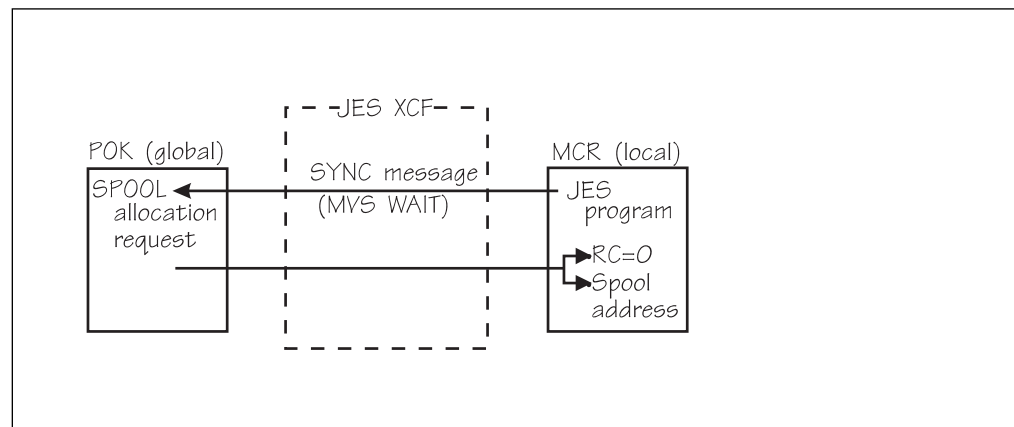 JES XCF
POK (global)
MCR (local)
SPOOL
allocation
request
SYNC message
(MVS WAIT)
JES
program
RC=0
Spool
address